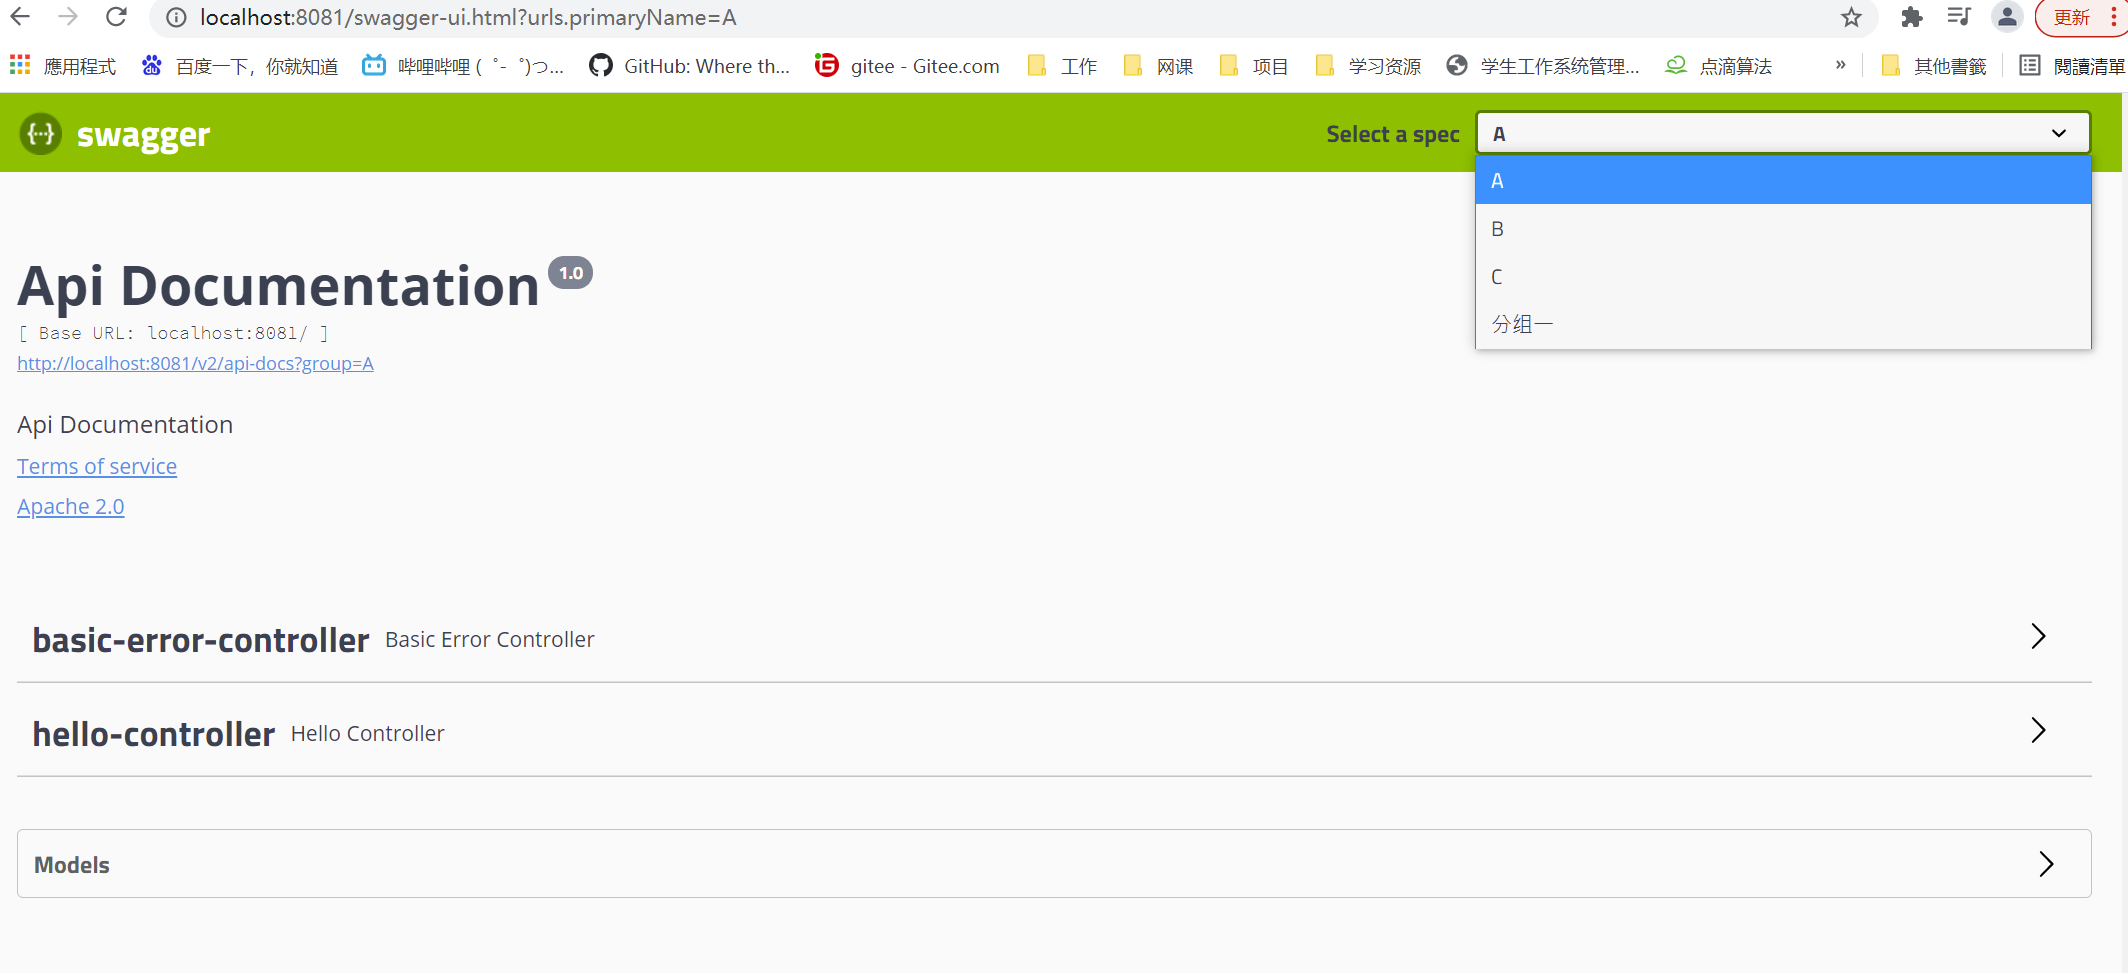 localhost:8081/swagger-ui.html?urls.primaryName=A
更新
應用程式
百度一下，你就知道
哔哩哔哩 ( ゜- ゜)つ...
GitHub: Where th...
gitee - Gitee.com
工作
网课
项目
学习资源
学生工作系统管理...
点滴算法
»
其他書籤
閱讀清單
swagger
Select a spec
A
A
B
C
分组一
Api Documentation 1.0
[ Base URL: localhost:8081/ ]
http://localhost:8081/v2/api-docs?group=A
Api Documentation
Terms of service
Apache 2.0
basic-error-controller Basic Error Controller
hello-controller Hello Controller
Models